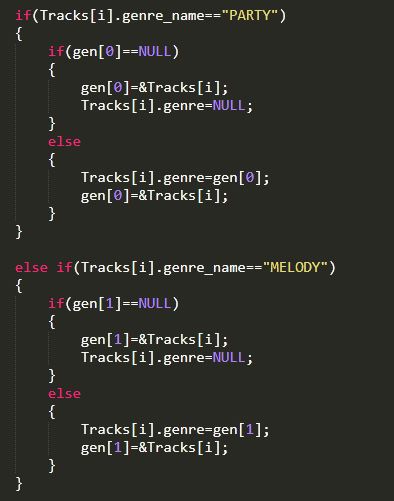 if(Tracks[i].genre_name=="PARTY")
{
    if(gen[0]==NULL)
    {
        gen[0]=&Tracks[i];
        Tracks[i].genre=NULL;
    }
    else
    {
        Tracks[i].genre=gen[0];
        gen[0]=&Tracks[i];
    }
}
else if(Tracks[i].genre_name=="MELODY")
{
    if(gen[1]==NULL)
    {
        gen[1]=&Tracks[i];
        Tracks[i].genre=NULL;
    }
    else
    {
        Tracks[i].genre=gen[1];
        gen[1]=&Tracks[i];
    }
}